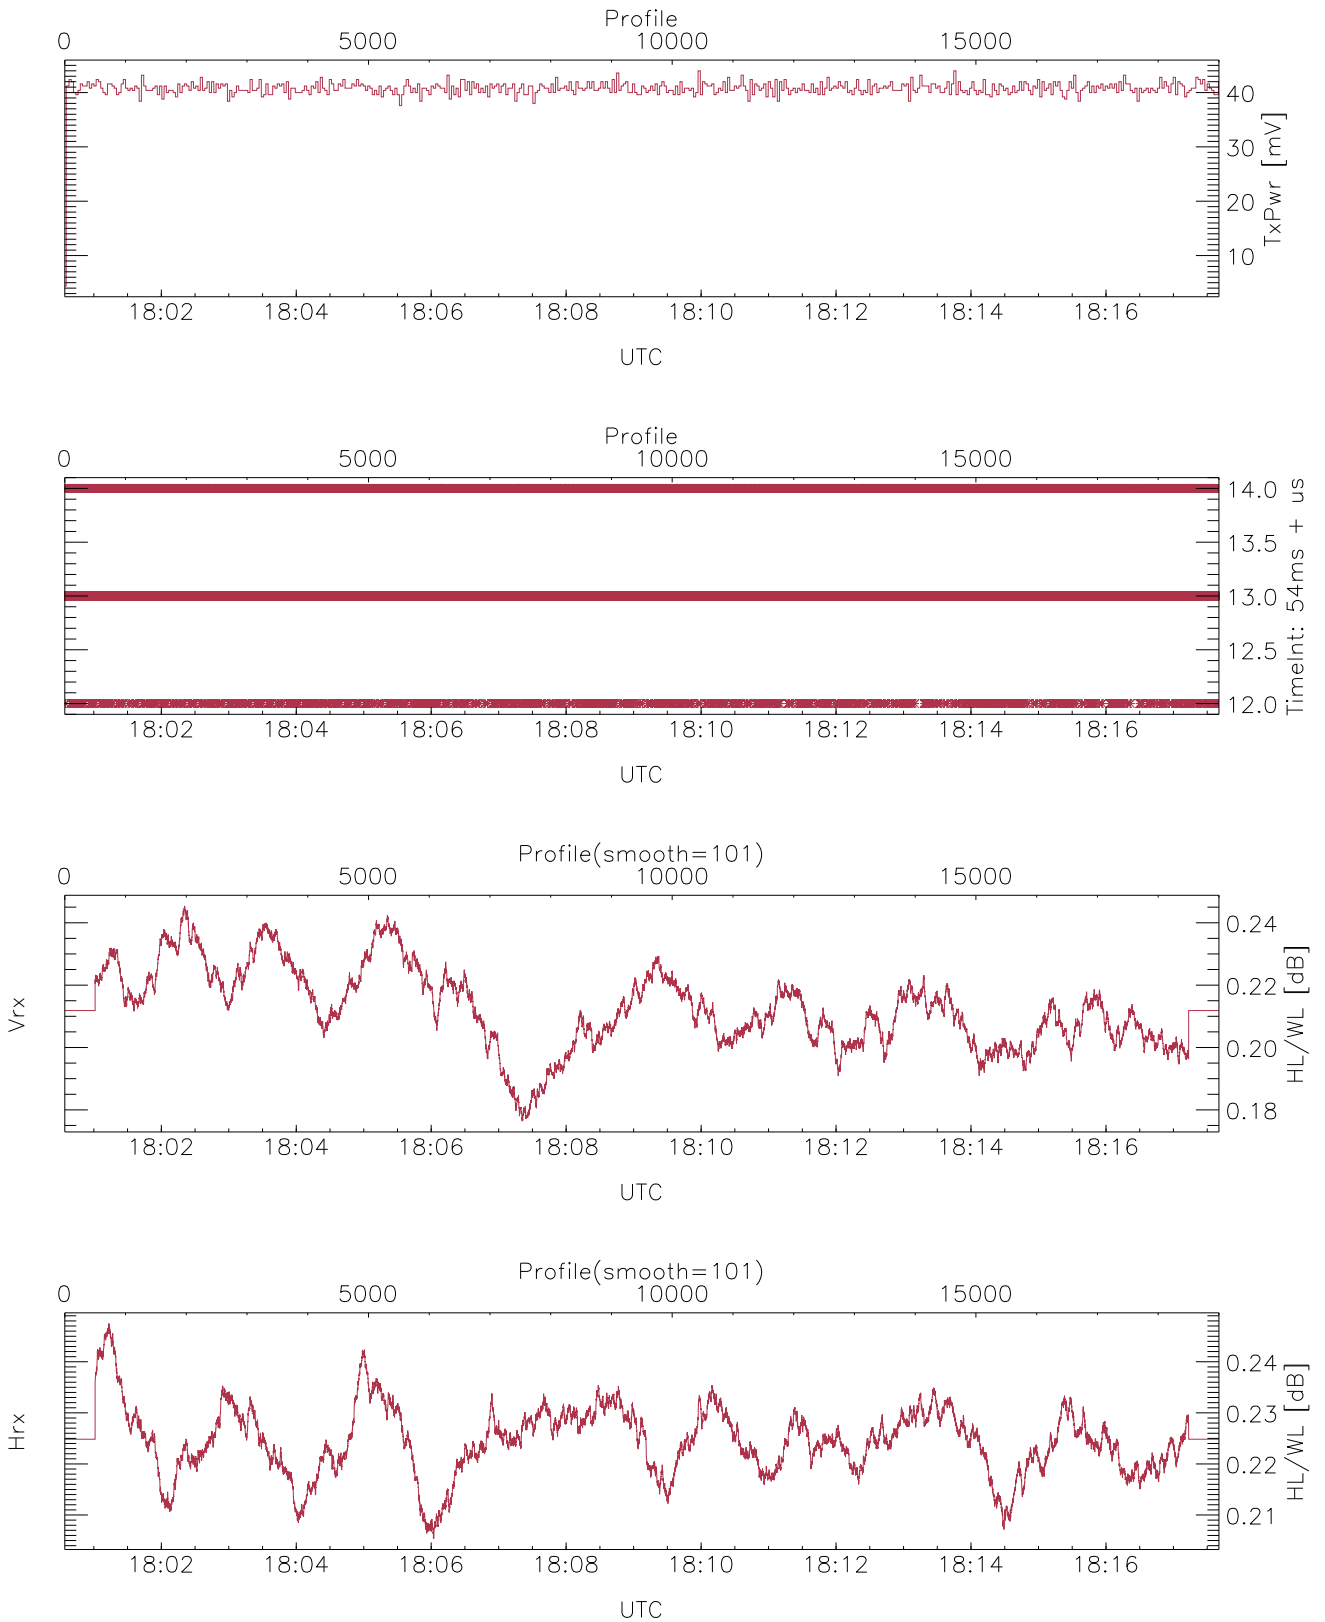 Profile
0 5000 10000 15000
40
30
20
10
TxPwr [mV]
18:02 18:04 18:06 18:08 18:10 18:12 18:14 18:16
UTC
Profile
0 5000 10000 15000
14.0
13.5
13.0
12.5
12.0
TimeInt: 54ms + us
18:02 18:04 18:06 18:08 18:10 18:12 18:14 18:16
UTC
Profile(smooth=101)
0 5000 10000 15000
Vrx
0.24
0.22
0.20
0.18
HL/WL [dB]
18:02 18:04 18:06 18:08 18:10 18:12 18:14 18:16
UTC
Profile(smooth=101)
0 5000 10000 15000
Hrx
0.24
0.23
0.22
0.21
HL/WL [dB]
18:02 18:04 18:06 18:08 18:10 18:12 18:14 18:16
UTC